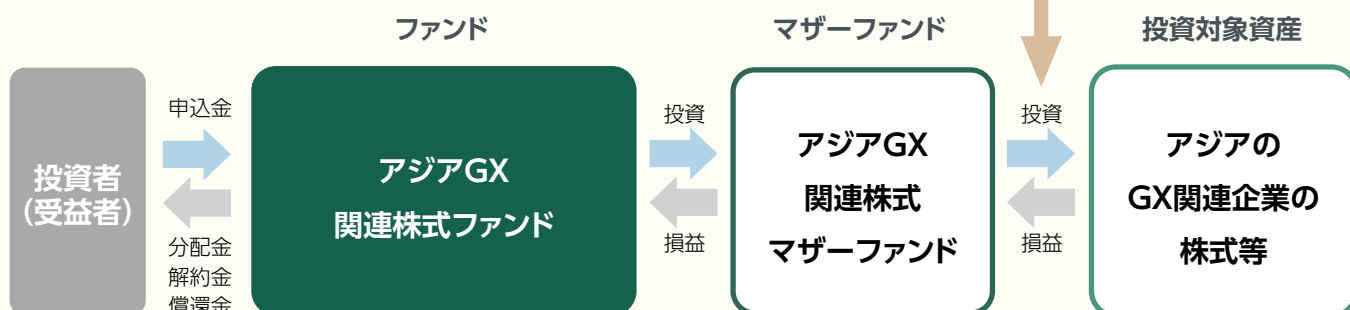 ファンド
マザーファンド
投資対象資産
投資者
(受益者)
申込金
分配金
解約金
償還金
アジアGX
関連株式ファンド
投資
損益
アジアGX
関連株式
マザーファンド
投資
損益
アジアの
GX関連企業の
株式等